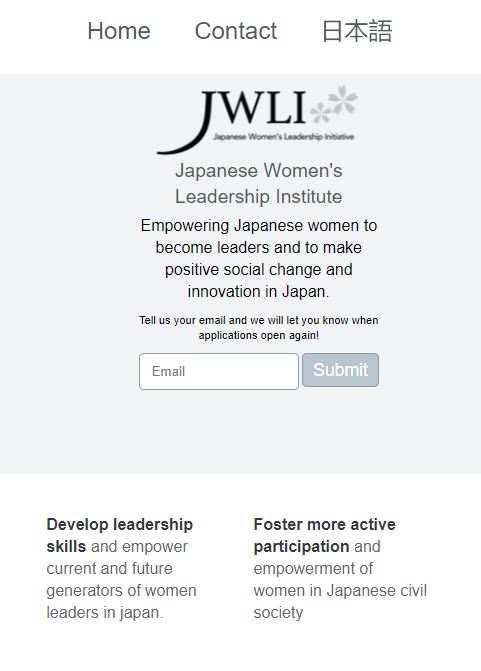 Home Contact 日本語
JWLI
Japanese Women's Leadership Initiative
Japanese Women's
Leadership Institute
Empowering Japanese women to
become leaders and to make
positive social change and
innovation in Japan.
Tell us your email and we will let you know when
applications open again!
Email Submit
Develop leadership
skills and empower
current and future
generators of women
leaders in japan.
Foster more active
participation and
empowerment of
women in Japanese civil
society